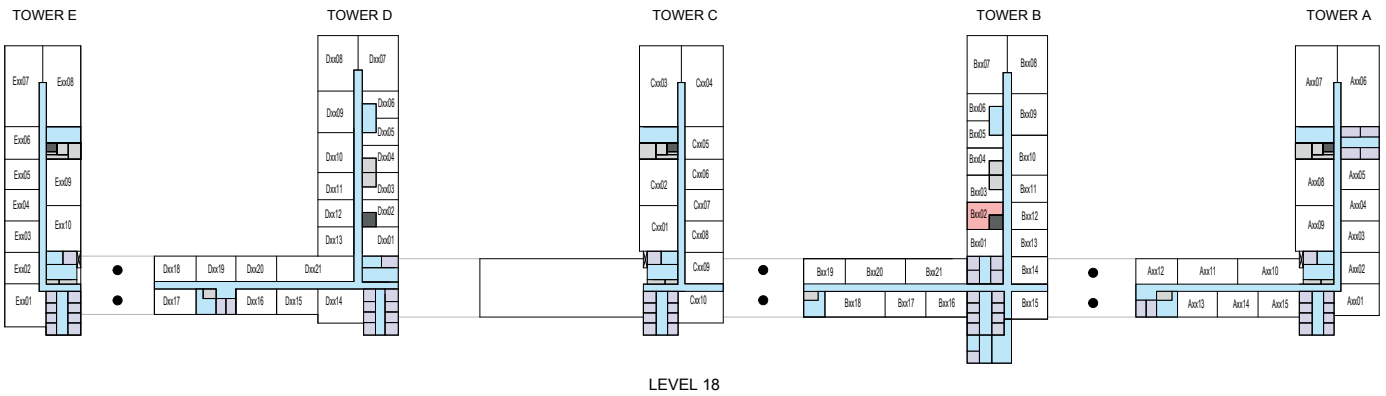 TOWER E
TOWER D
TOWER C
TOWER B
TOWER A
Exx07
Exx08
Exx06
Exx05
Exx09
Exx04
Exx03
Exx10
Exx02
Exx01
Dxx08
Dxx07
Dxx06
Dxx09
Dxx05
Dxx10
Dxx04
Dxx11
Dxx03
Dxx12
Dxx02
Dxx13
Dxx01
Dxx18
Dxx19
Dxx20
Dxx21
Dxx17
Dxx16
Dxx15
Dxx14
Cxx03
Cxx04
Cxx05
Cxx02
Cxx06
Cxx07
Cxx01
Cxx08
Cxx09
Cxx10
Bxx07
Bxx08
Bxx06
Bxx09
Bxx05
Bxx04
Bxx10
Bxx03
Bxx11
Bxx02
Bxx12
Bxx01
Bxx13
Bxx19
Bxx20
Bxx21
Bxx14
Bxx18
Bxx17
Bxx16
Bxx15
Axx07
Axx06
Axx05
Axx08
Axx04
Axx09
Axx03
Axx12
Axx11
Axx10
Axx02
Axx13
Axx14
Axx15
Axx01
LEVEL 18